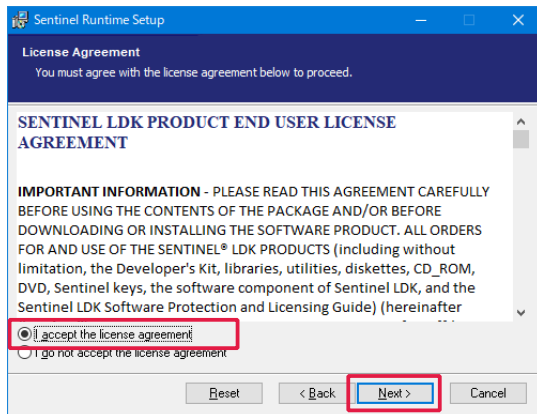 Sentinel Runtime Setup
License Agreement
You must agree with the license agreement below to proceed.
SENTINEL LDK PRODUCT END USER LICENSE
AGREEMENT
IMPORTANT INFORMATION - PLEASE READ THIS AGREEMENT CAREFULLY
BEFORE USING THE CONTENTS OF THE PACKAGE AND/OR BEFORE
DOWNLOADING OR INSTALLING THE SOFTWARE PRODUCT. ALL ORDERS
FOR AND USE OF THE SENTINEL® LDK PRODUCTS (including without
limitation, the Developer's Kit, libraries, utilities, diskettes, CD_ROM,
DVD, Sentinel keys, the software component of Sentinel LDK, and the
Sentinel LDK Software Protection and Licensing Guide) (hereinafter
I accept the license agreement
I do not accept the license agreement
Reset < Back Next > Cancel